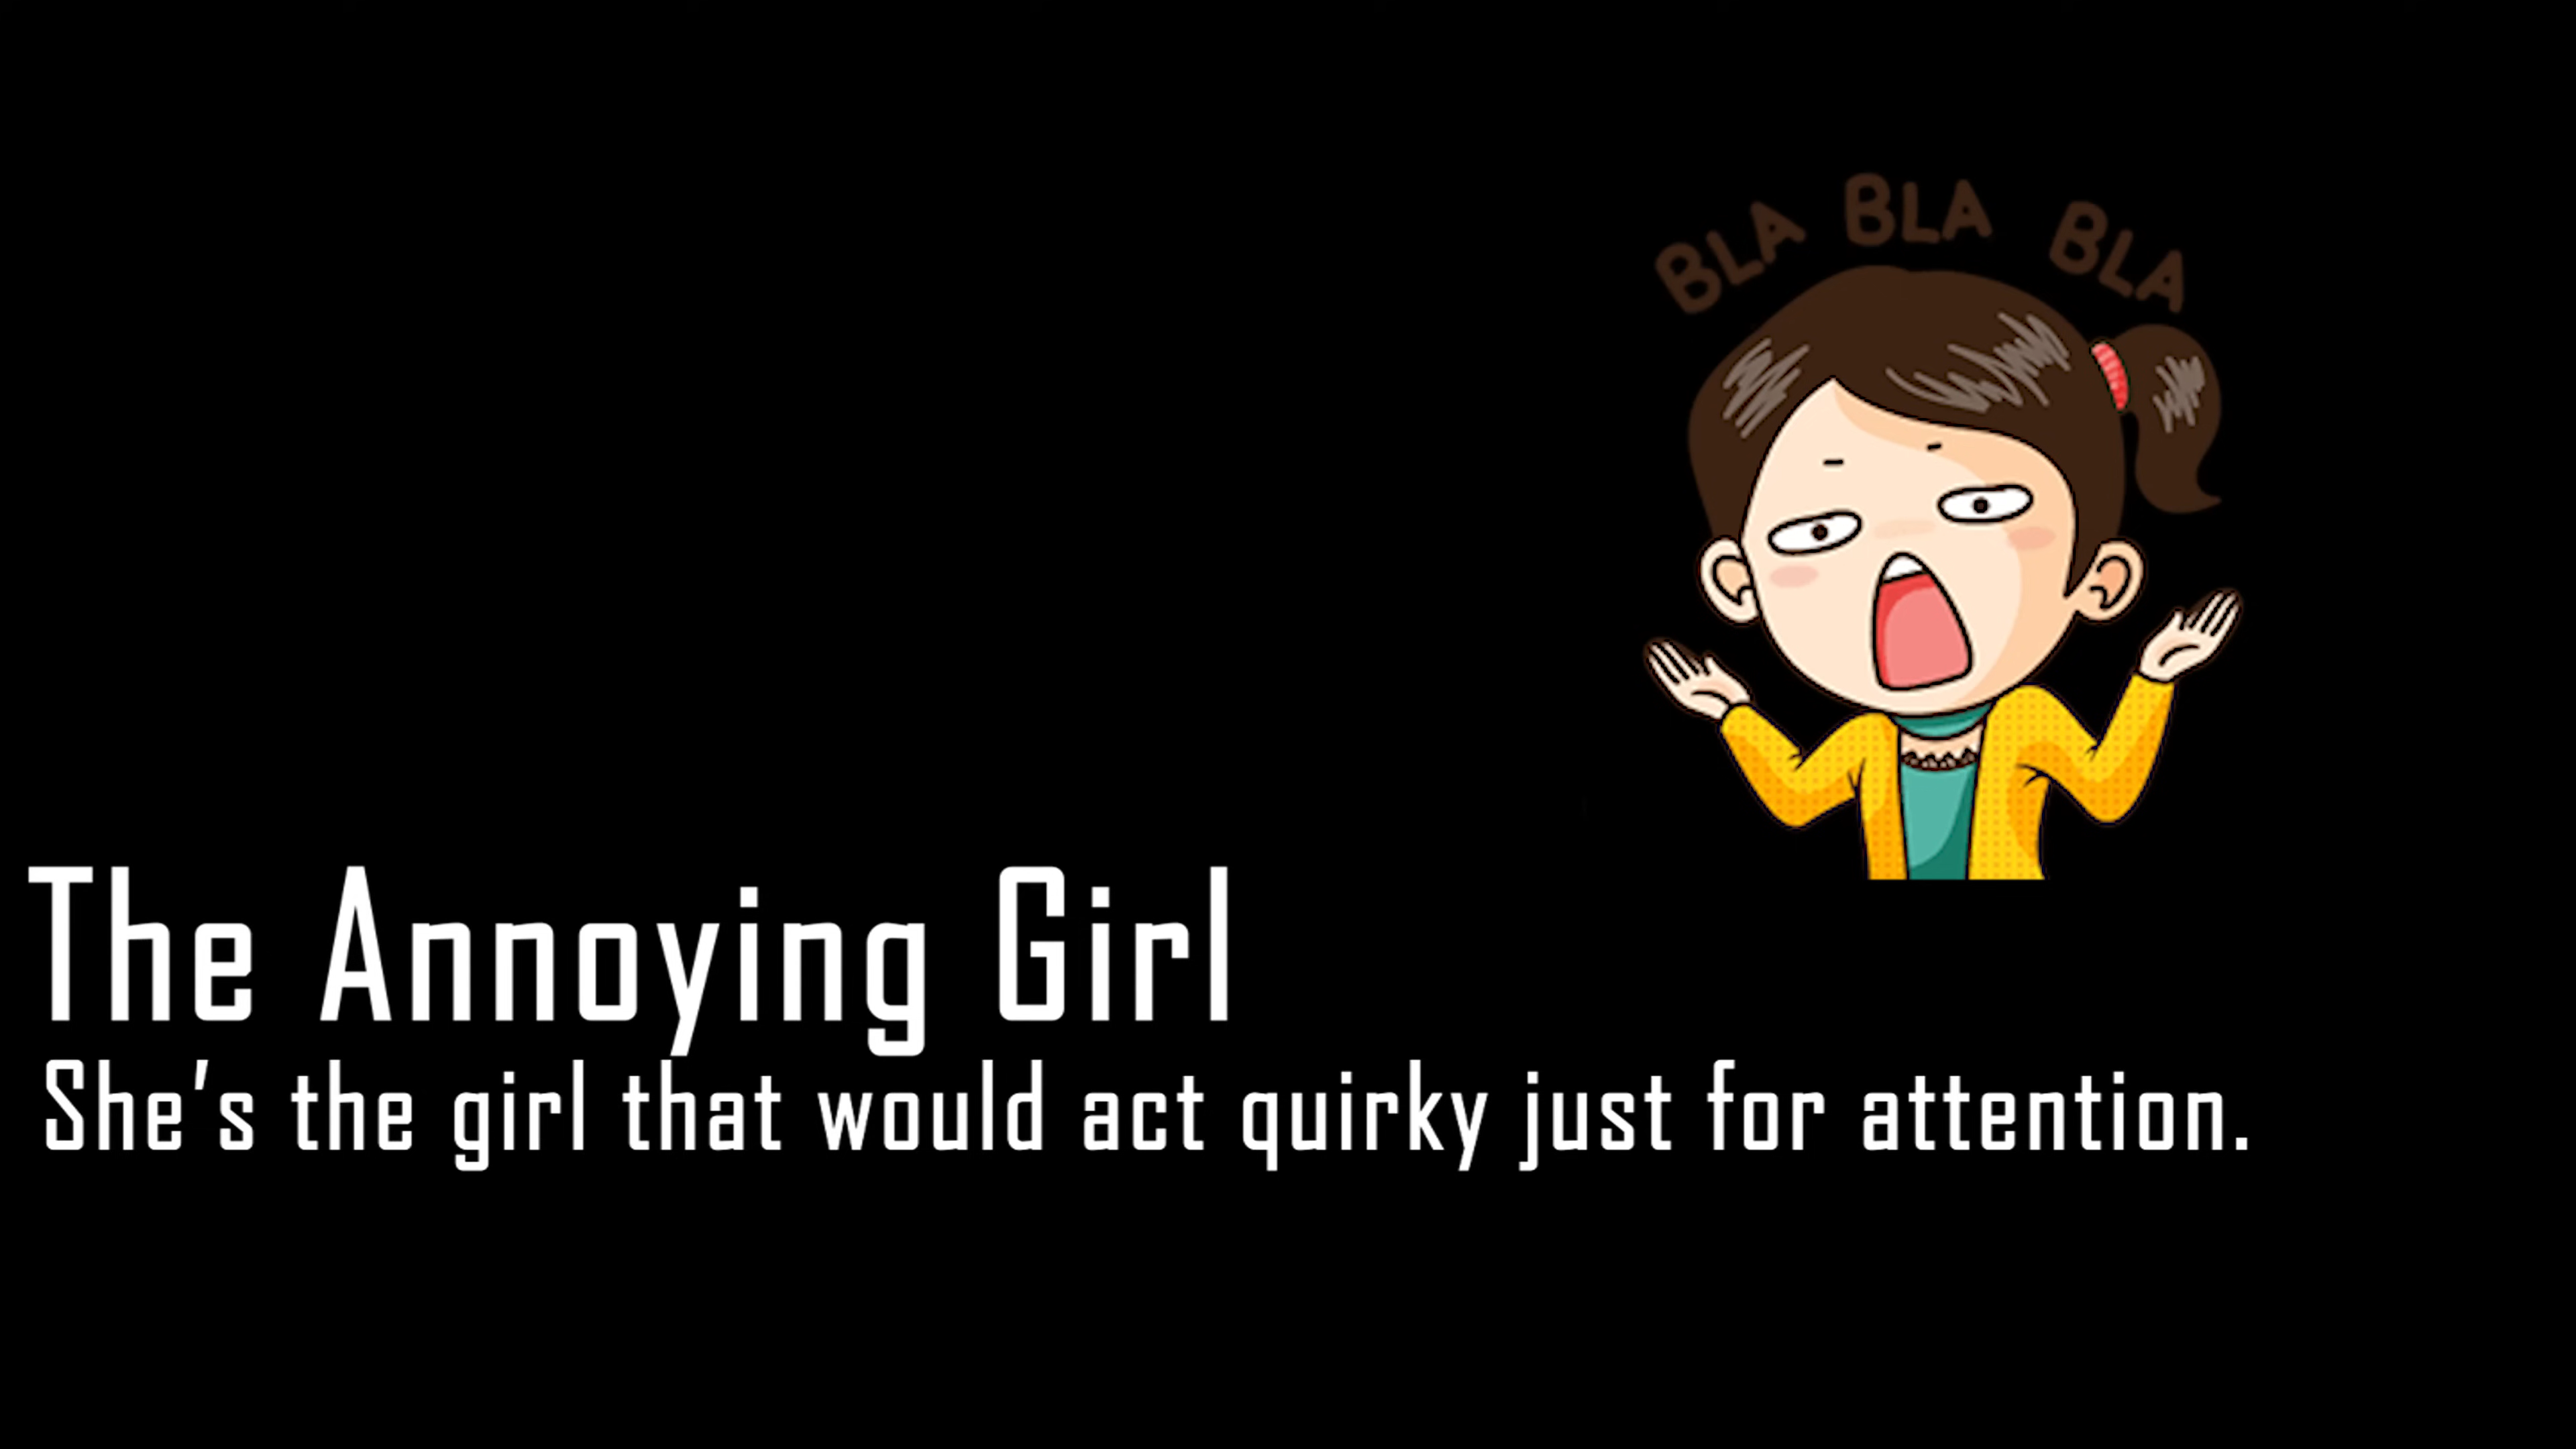 BLA BLA BLA
The Annoying Girl
She's the girl that would act quirky just for attention.